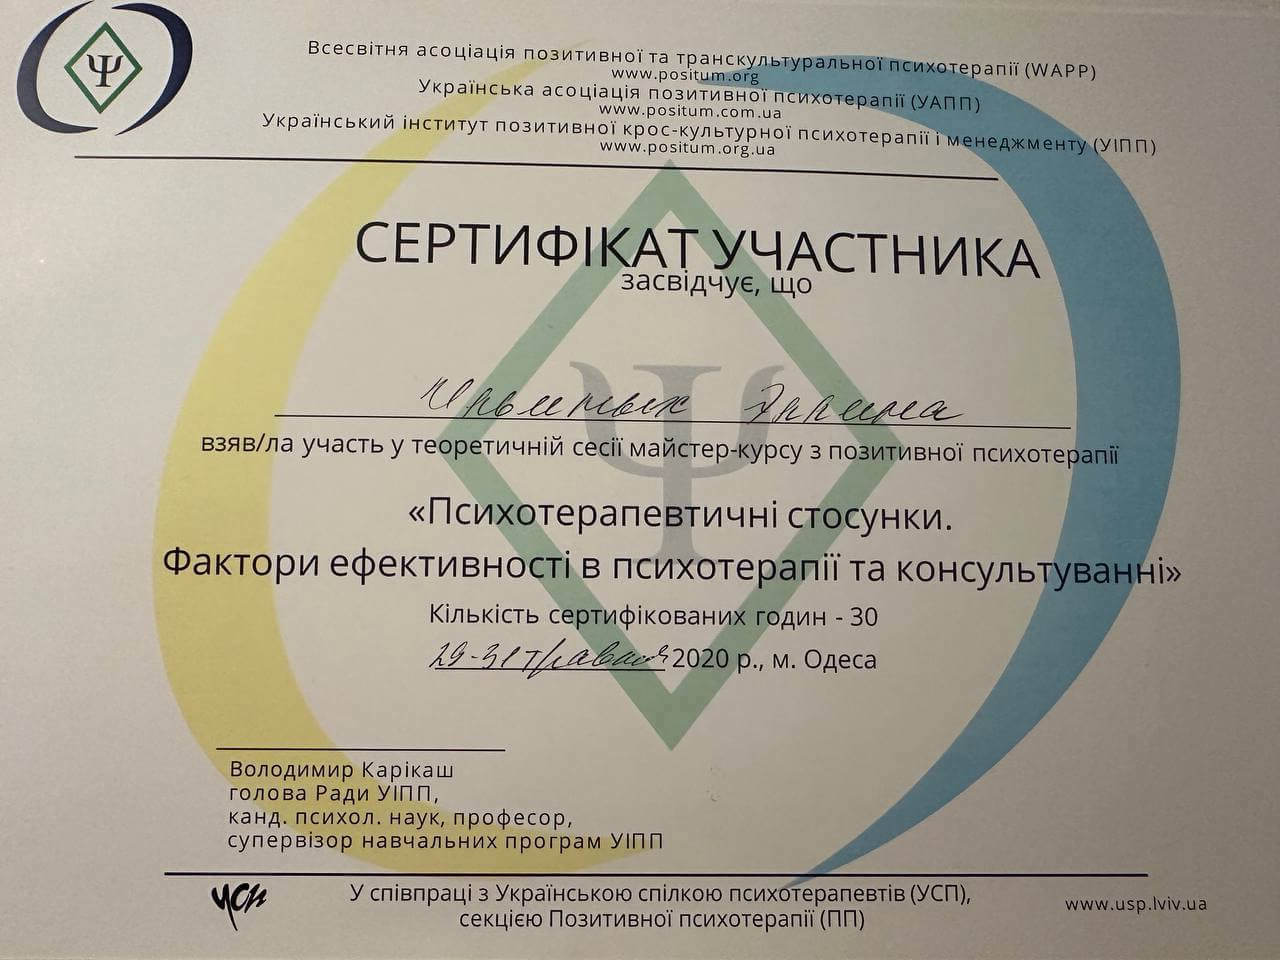 Ψ
Всесвітня асоціація позитивної та транскультуральної психотерапії (WAPP)
www.positum.org
Українська асоціація позитивної психотерапії (УАПП)
www.positum.com.ua
Український інститут позитивної крос-культурної психотерапії і менеджменту (УІПП)
www.positum.org.ua
СЕРТИФІКАТ УЧАСТНИКА
засвідчує, що
взяв/ла участь у теоретичній сесії майстер-курсу з позитивної психотерапії
«Психотерапевтичні стосунки.
Фактори ефективності в психотерапії та консультуванні»
Кількість сертифікованих годин - 30
29-31 травня 2020 р., м. Одеса
Володимир Карікаш
голова Ради УІПП,
канд. психол. наук, професор,
супервізор навчальних програм УІПП
усп
У співпраці з Українською спілкою психотерапевтів (УСП),
секцією Позитивної психотерапії (ПП)
www.usp.lviv.ua